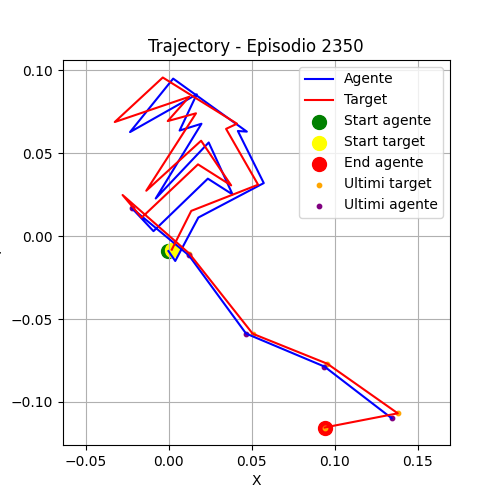 Trajectory - Episodio 2350
Agente
Target
Start agente
Start target
End agente
Ultimi target
Ultimi agente
0.10
0.05
0.00
−0.05
−0.10
−0.05
0.00
0.05
0.10
0.15
X